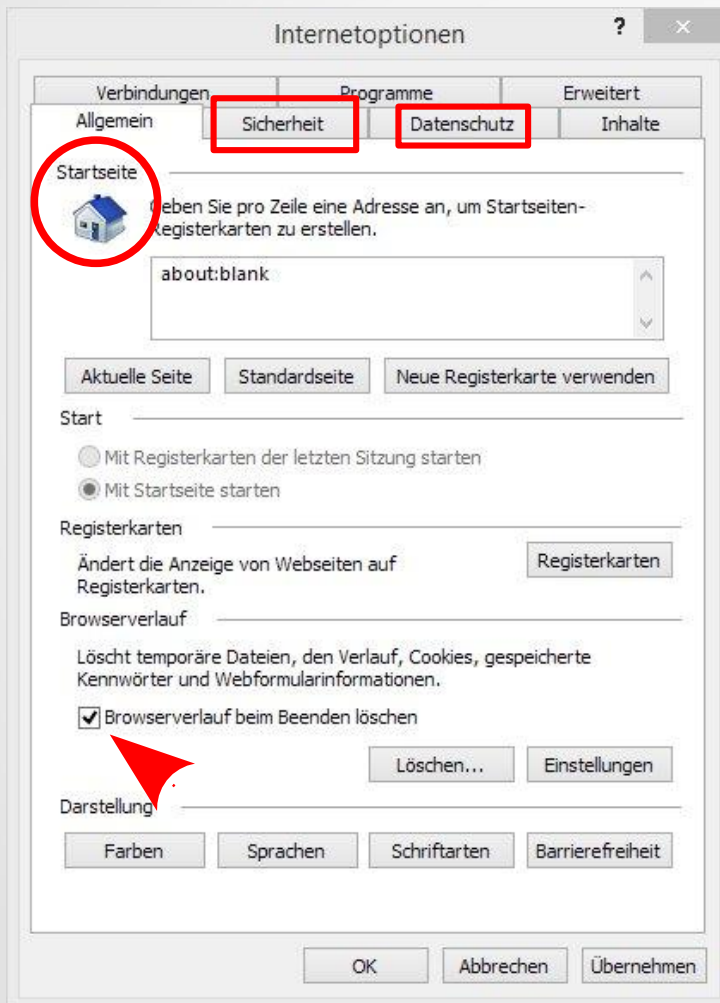 Internetoptionen ?
Verbindungen Programme Erweitert
Allgemein Sicherheit Datenschutz Inhalte
Startseite
Geben Sie pro Zeile eine Adresse an, um Startseiten-
Registerkarten zu erstellen.
about:blank
Aktuelle Seite Standardseite Neue Registerkarte verwenden
Start
Mit Registerkarten der letzten Sitzung starten
Mit Startseite starten
Registerkarten
Ändert die Anzeige von Webseiten auf
Registerkarten.
Registerkarten
Browserverlauf
Löscht temporäre Dateien, den Verlauf, Cookies, gespeicherte
Kennwörter und Webformularinformationen.
Browserverlauf beim Beenden löschen
Löschen... Einstellungen
Darstellung
Farben Sprachen Schriftarten Barrierefreiheit
OK Abbrechen Übernehmen